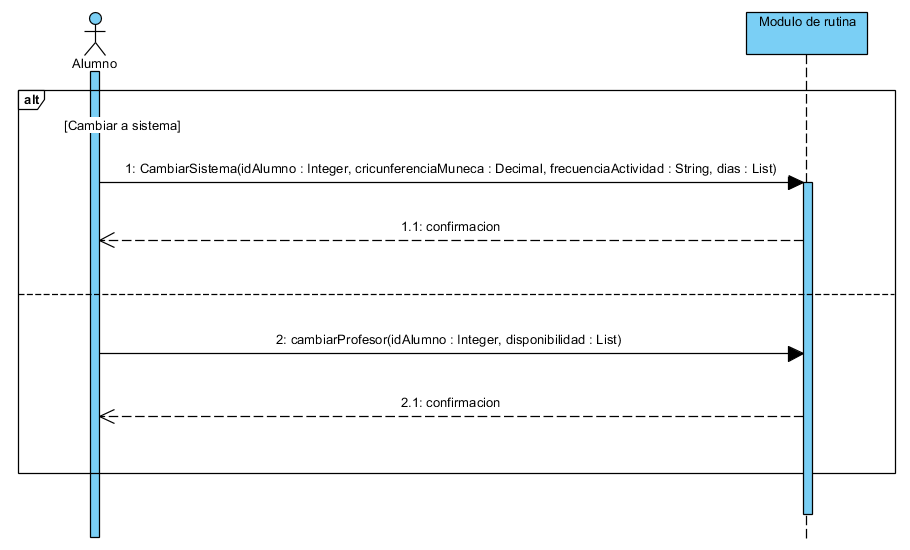 Alumno
Modulo de rutina
alt
[Cambiar a sistema]
1: CambiarSistema(idAlumno : Integer, cricunferenciaMuneca : Decimal, frecuenciaActividad : String, dias : List)
1.1: confirmacion
2: cambiarProfesor(idAlumno : Integer, disponibilidad : List)
2.1: confirmacion